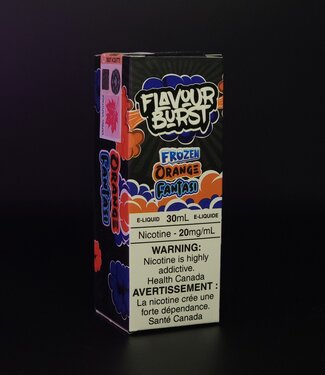 FLAVOUR
BURST
FROZEN
ORANGE
FANTASI
E-LIQUID 30mL E-LIQUIDE
Nicotine - 20mg/mL
WARNING:
Nicotine is highly
addictive.
Health Canada
AVERTISSEMENT :
La nicotine crée une
forte dépendance.
Santé Canada
ORANGE
FANTASI